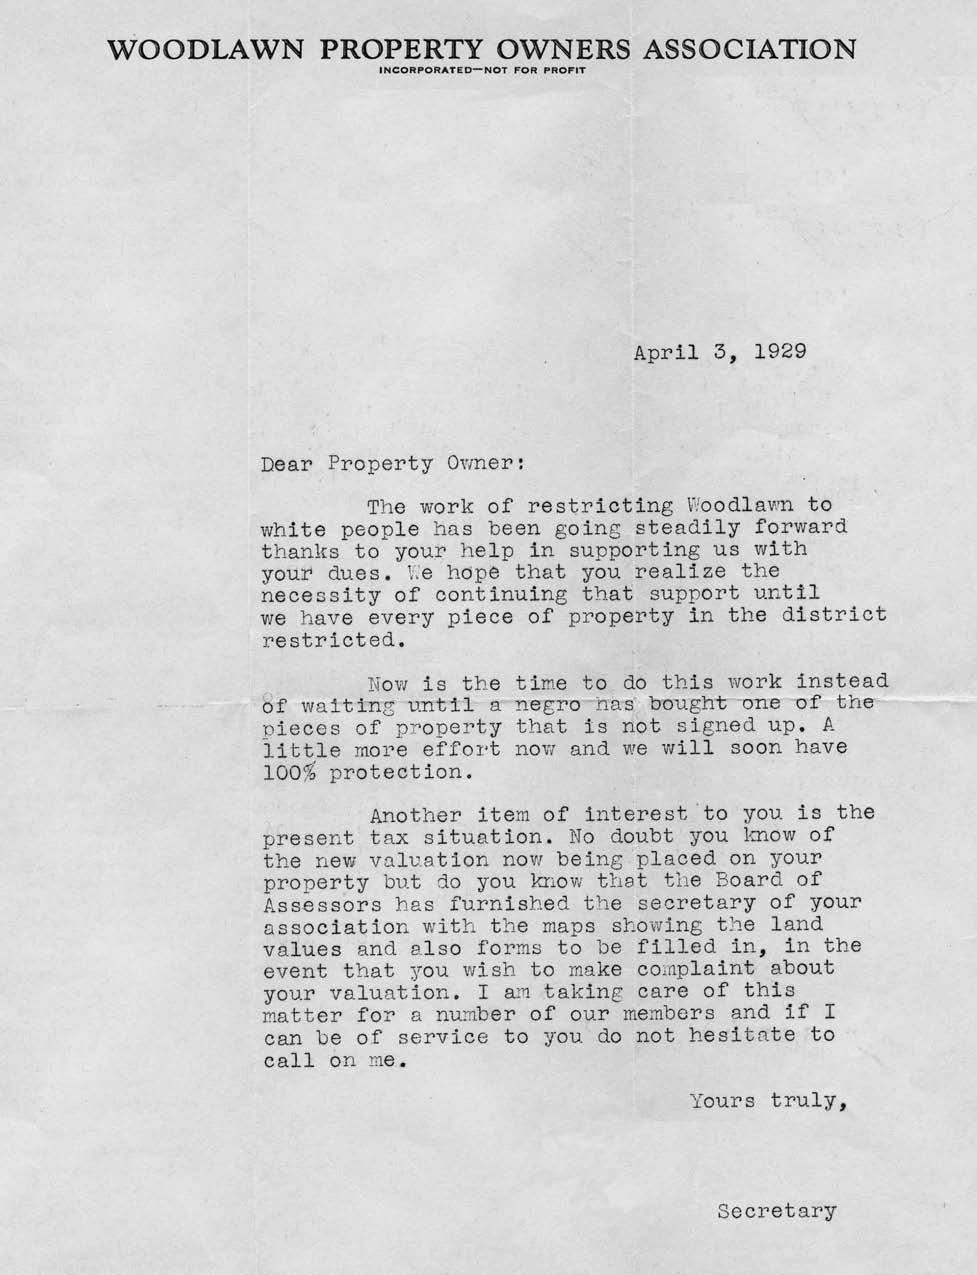 WOODLAWN PROPERTY OWNERS ASSOCIATION
INCORPORATED—NOT FOR PROFIT
April 3, 1929
Dear Property Owner:
The work of restricting Woodlawn to
white people has been going steadily forward
thanks to your help in supporting us with
your dues. We hope that you realize the
necessity of continuing that support until
we have every piece of property in the district
restricted.
Now is the time to do this work instead
of waiting until a negro has bought one of the
pieces of property that is not signed up. A
little more effort now and we will soon have
100% protection.
Another item of interest to you is the
present tax situation. No doubt you know of
the new valuation now being placed on your
property but do you know that the Board of
Assessors has furnished the secretary of your
association with the maps showing the land
values and also forms to be filled in, in the
event that you wish to make complaint about
your valuation. I am taking care of this
matter for a number of our members and if I
can be of service to you do not hesitate to
call on me.
Yours truly,
Secretary